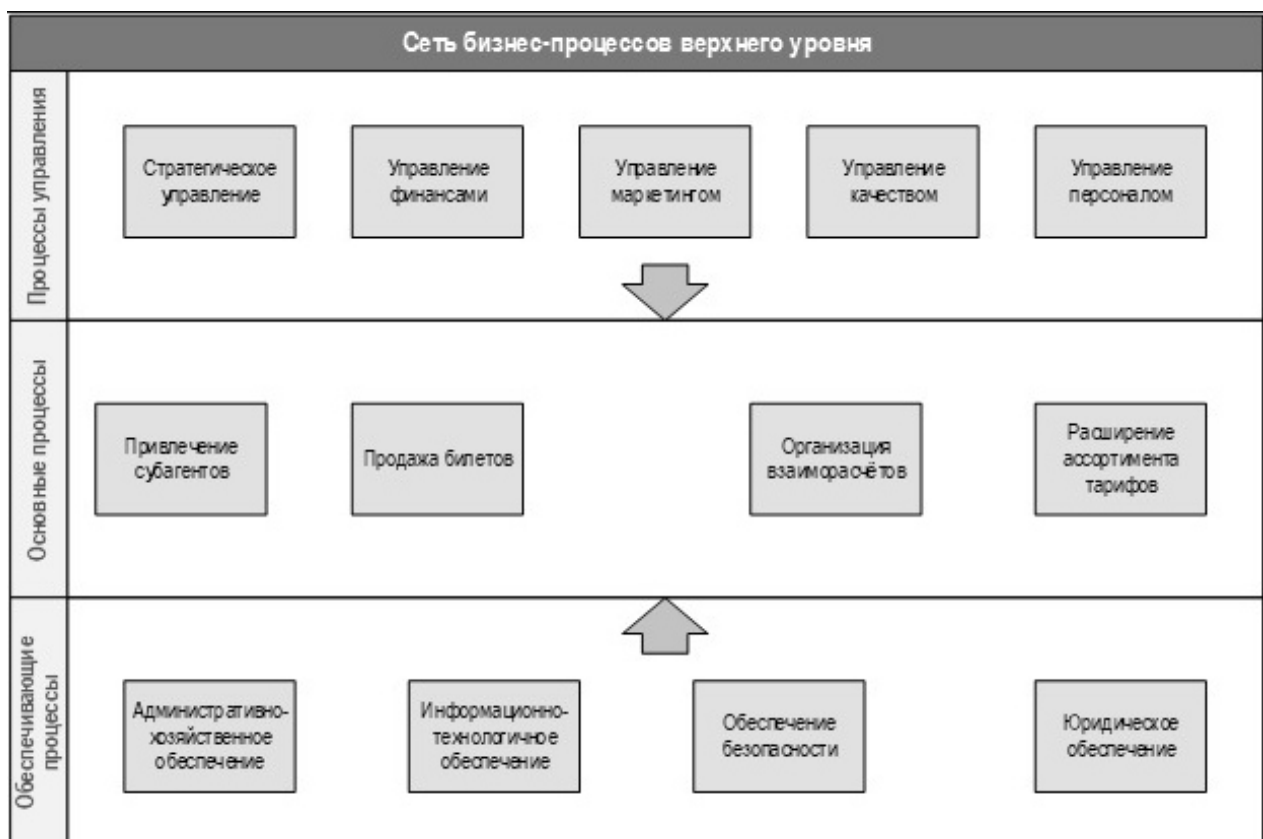 Сеть бизнес-процессов верхнего уровня
Процессы управления
Стратегическое
управление
Управление
финансами
Управление
маркетингом
Управление
качеством
Управление
персоналом
Основные процессы
Привлечение
субагентов
Продажа билетов
Организация
взаиморасчётов
Расширение
ассортимента
тарифов
Обеспечивающие
процессы
Административно-
хозяйственное
обеспечение
Информационно-
технологичное
обеспечение
Обеспечение
безопасности
Юридическое
обеспечение